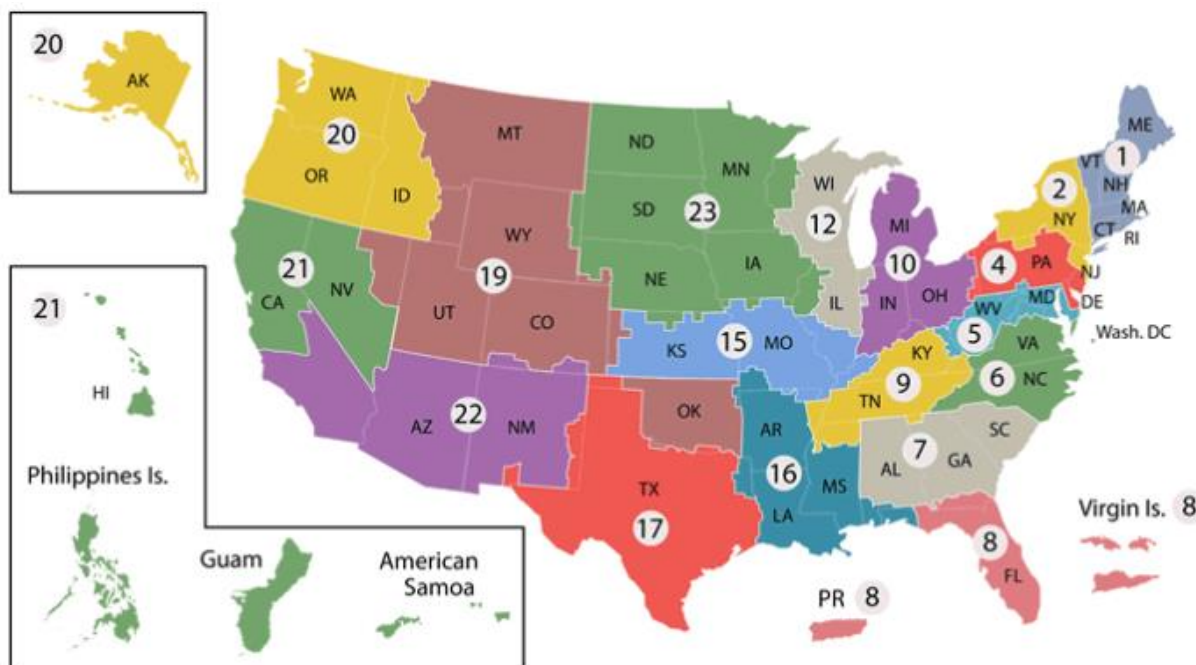 20
AK
WA
20
OR
ID
MT
WY
19
UT
CO
ND
MN
SD
23
NE
IA
WI
12
IL
MI
10
IN
OH
ME
VT
1
NH
MA
CT
RI
2
NY
4
PA
NJ
DE
MD
WV
5
Wash. DC
VA
6
NC
KY
9
TN
KS
15
MO
21
CA
NV
AZ
22
NM
OK
TX
17
AR
16
MS
LA
7
SC
AL
GA
8
FL
Virgin Is. 8
PR 8
21
HI
Philippines Is.
Guam
American
Samoa